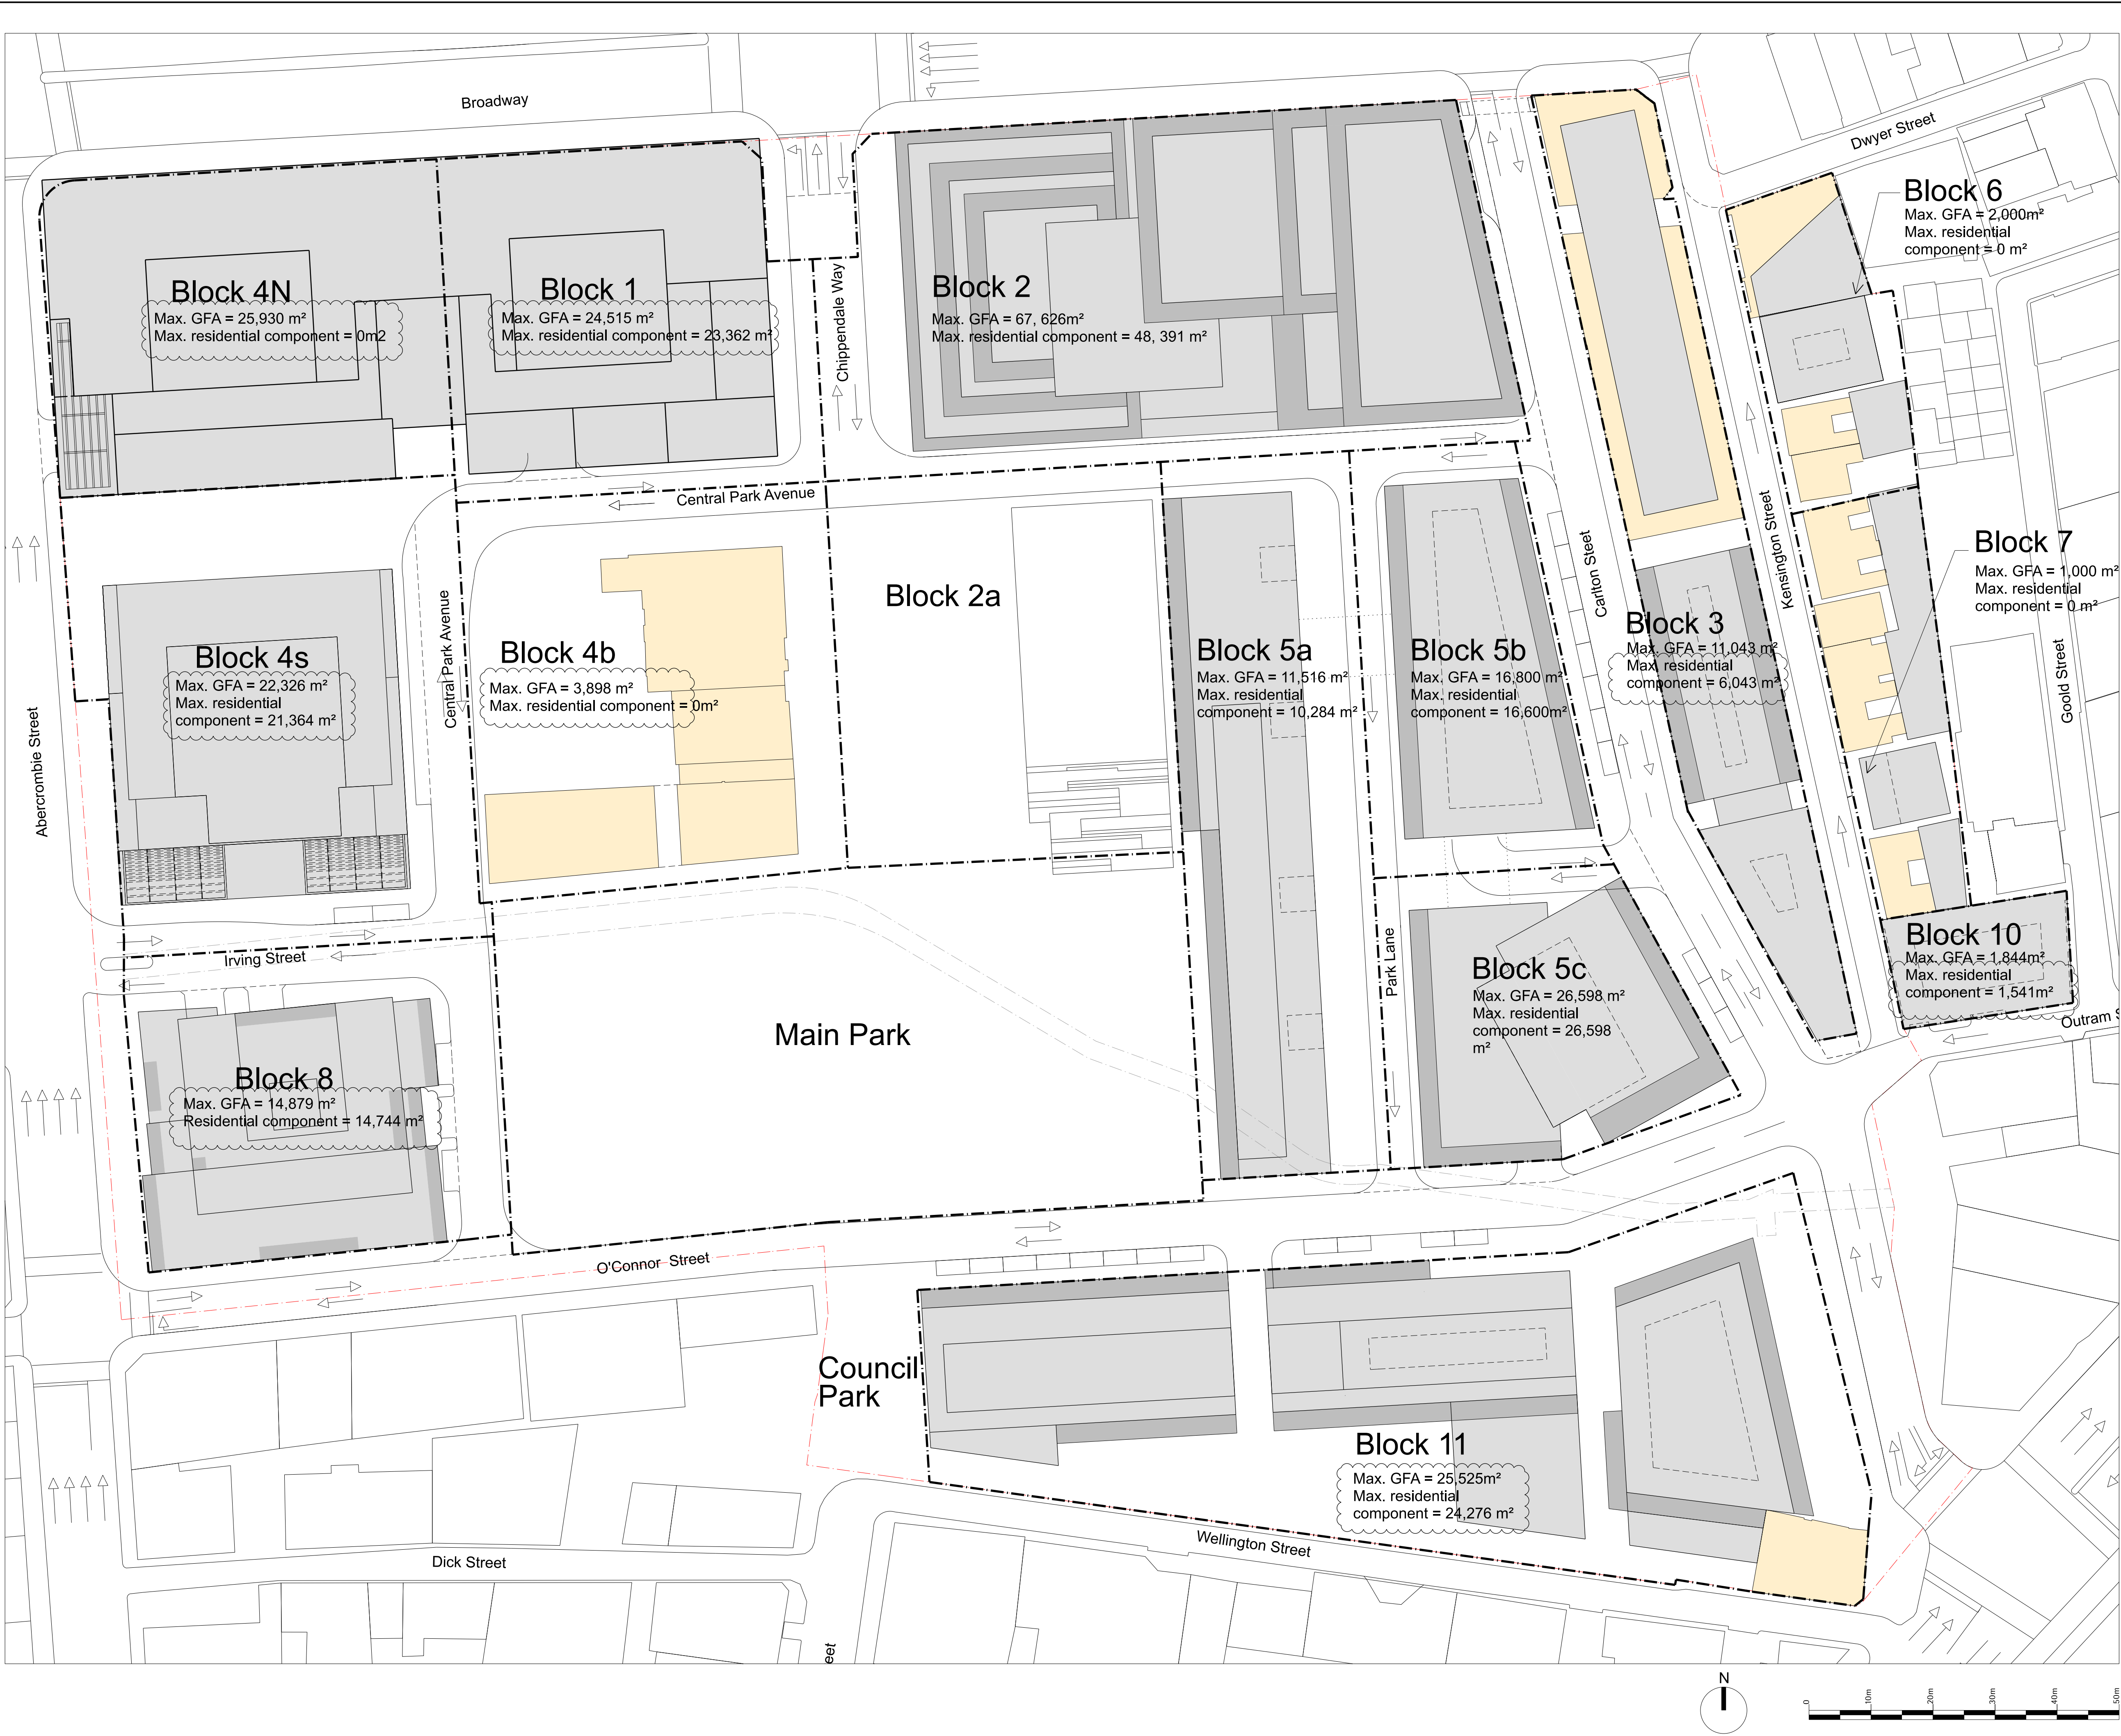 Broadway
Dwyer Street
Block 6
Max. GFA = 2,000m²
Max. residential
component = 0 m²
Block 4N
Max. GFA = 25,930 m²
Max. residential component = 0m2
Block 1
Max. GFA = 24,515 m²
Max. residential component = 23,362 m²
Chippendale Way
Block 2
Max. GFA = 67, 626m²
Max. residential component = 48, 391 m²
Central Park Avenue
Kensington Street
Block 7
Max. GFA = 1,000 m²
Max. residential
component = 0 m²
Carlton Steet
Block 2a
Central Park Avenue
Block 4b
Max. GFA = 3,898 m²
Max. residential component = 0m²
Block 4s
Max. GFA = 22,326 m²
Max. residential
component = 21,364 m²
Block 5a
Max. GFA = 11,516 m²
Max. residential
component = 10,284 m²
Block 5b
Max. GFA = 16,800 m²
Max. residential
component = 16,600m²
Block 3
Max. GFA = 11,043 m²
Max. residential
component = 6,043 m²
Goold Street
Abercrombie Street
Irving Street
Park Lane
Block 10
Max. GFA = 1,844m²
Max. residential
component = 1,541m²
Outram S
Block 5c
Max. GFA = 26,598 m²
Max. residential
component = 26,598
m²
Main Park
Block 8
Max. GFA = 14,879 m²
Residential component = 14,744 m²
O'Connor Street
Council
Park
Block 11
Max. GFA = 25,525m²
Max. residential
component = 24,276 m²
Wellington Street
Dick Street
eet
N
0 10m 20m 30m 40m 50m